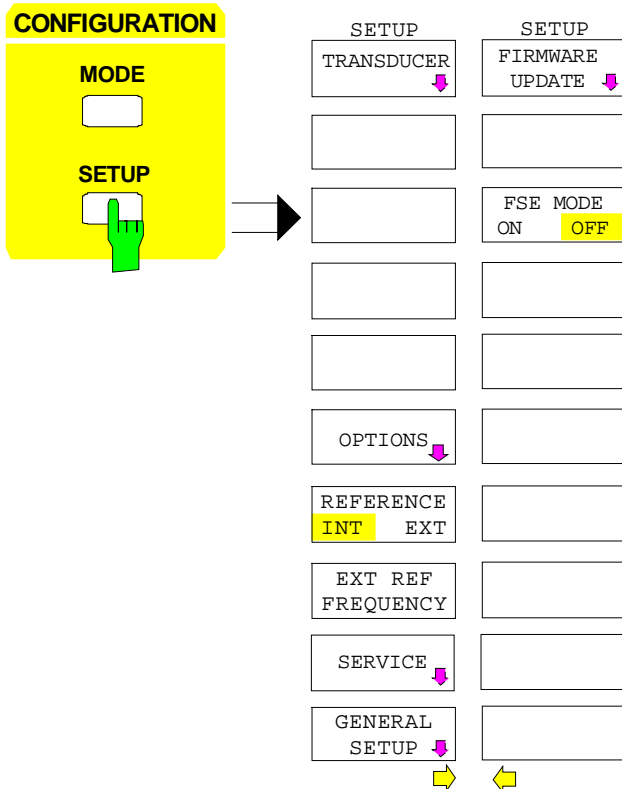 CONFIGURATION
MODE
SETUP
SETUP
TRANSDUCER
OPTIONS
REFERENCE
INT EXT
EXT REF
FREQUENCY
SERVICE
GENERAL
SETUP
SETUP
FIRMWARE
UPDATE
FSE MODE
ON OFF